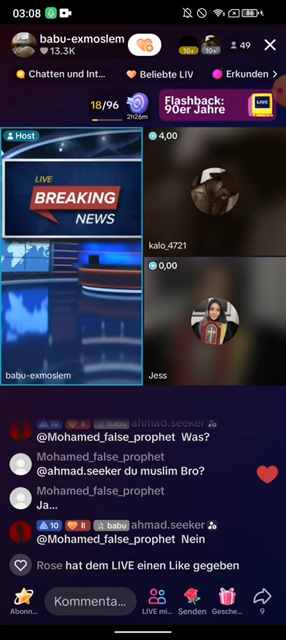 03:08
86
babu-exmoslem
13.3K
10+
10+
49
Chatten und Int...
Beliebte LIV
Erkunden
18/96
2h26m
Flashback:
90er Jahre
LIVE
Host
4,00
LIVE
BREAKING
NEWS
kalo_4721
0,00
babu-exmoslem
Jess
10 II babu ahmad.seeker
@Mohamed_false_prophet Was?
Mohamed_false_prophet
@ahmad.seeker du muslim Bro?
Mohamed_false_prophet
Ja...
10 II babu ahmad.seeker
@Mohamed_false_prophet Nein
Rose hat dem LIVE einen Like gegeben
Abonn...
Kommenta...
LIVE mi...
Senden
Gesche...
9